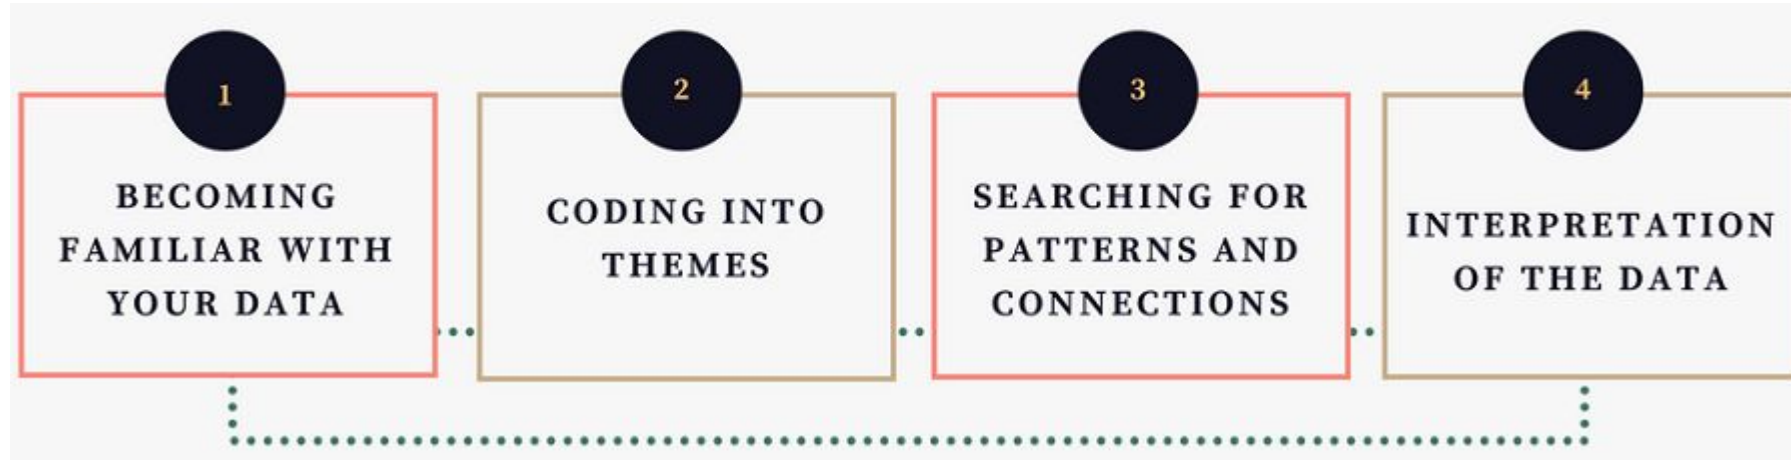 1
BECOMING
FAMILIAR WITH
YOUR DATA
2
CODING INTO
THEMES
3
SEARCHING FOR
PATTERNS AND
CONNECTIONS
4
INTERPRETATION
OF THE DATA